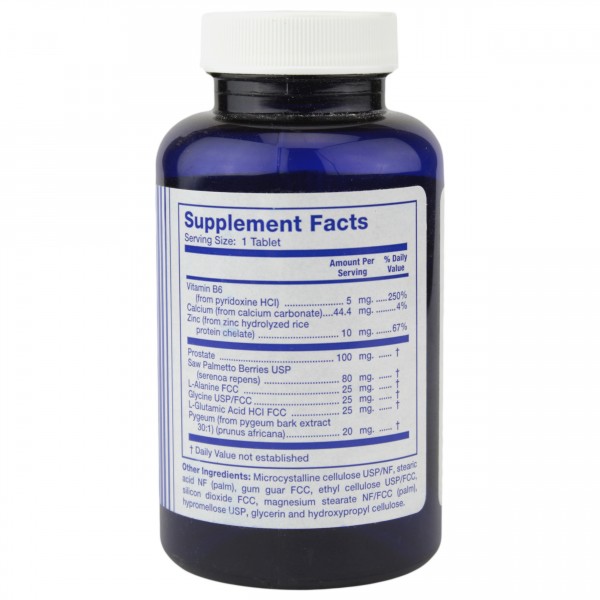 Supplement Facts
Serving Size: 1 Tablet
Amount Per % Daily
Serving Value
Vitamin B6
(from pyridoxine HCl) ..................... 5 mg. .....250%
Calcium (from calcium carbonate)....44.4 mg. ........4%
Zinc (from zinc hydrolyzed rice
protein chelate) ............................ 10 mg. .......67%
Prostate .......................................... 100 mg. ..... †
Saw Palmetto Berries USP
(serenoa repens) ......................... 80 mg. ...... †
L-Alanine FCC ................................ 25 mg. ...... †
Glycine USP/FCC ........................... 25 mg. ...... †
L-Glutamic Acid HCl FCC ............... 25 mg. ...... †
Pygeum (from pygeum bark extract
30:1) (prunus africana)................... 20 mg. ...... †
† Daily Value not established
Other Ingredients: Microcystalline cellulose USP/NF, stearic
acid NF (palm), gum guar FCC, ethyl cellulose USP/FCC,
silicon dioxide FCC, magnesium stearate NF/FCC (palm),
hypromellose USP, glycerin and hydroxypropyl cellulose.